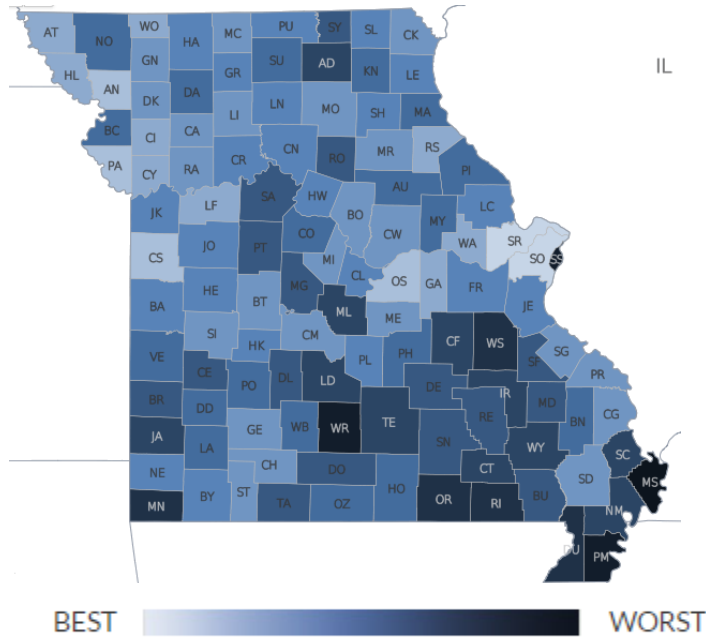 AT NO WO HA MC PU SY SL CK
HL AN GN GR SU AD KN LE IL
DK DA LI LN MO SH MA
BC CI CA CN RO MR RS
PA CY RA CR PI
JK LF SA HW BO AU MY LC
CS JO PT CO MI CW WA SR SO SS
HE MG CL OS GA FR
BA BT ML ME JE
SI HK CM CF WS
VE CE PO DL LD PL PH SF SG PR
BR DD DE IR MD
JA LA GE WB WR TE RE BN CG
NE CH DO SN WY SC
MN BY ST TA OZ HO CT SD MS
OR RI BU NM
DU PM
BEST WORST